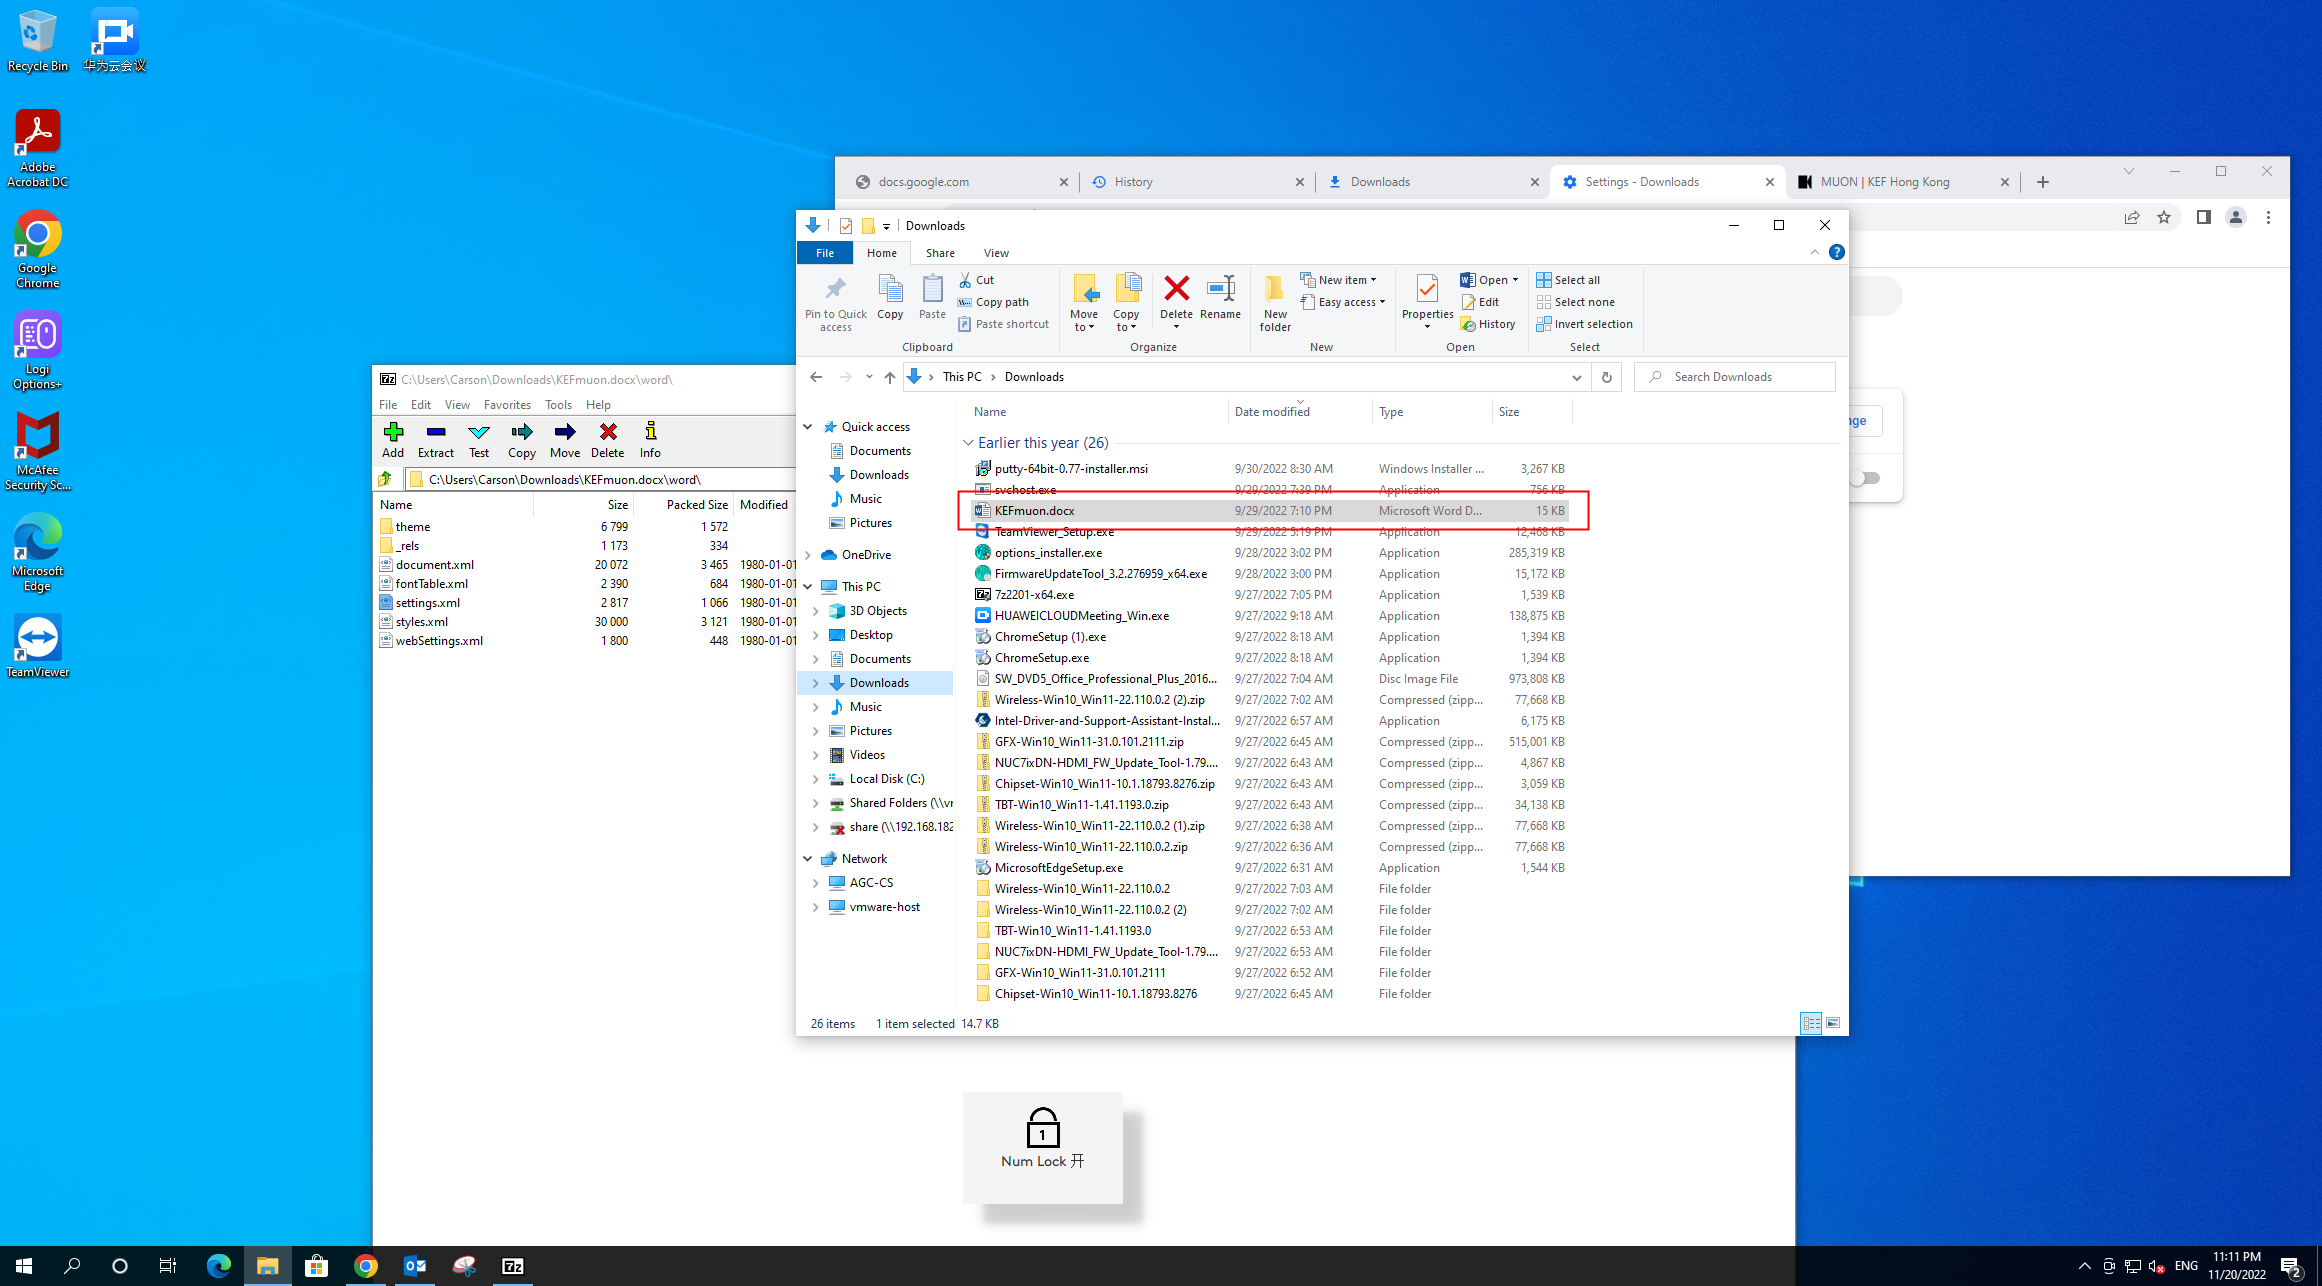 Recycle Bin
华为云会议
Adobe
Acrobat DC
Google
Chrome
Logi
Options+
McAfee
Security Sc...
Microsoft
Edge
TeamViewer
docs.google.com
History
Downloads
Settings - Downloads
MUON | KEF Hong Kong
Downloads
File
Home
Share
View
Pin to Quick
access
Copy
Paste
Cut
Copy path
Paste shortcut
Clipboard
Move
to
Copy
to
Delete
Rename
Organize
New
folder
New item
Easy access
New
Properties
Open
Edit
History
Open
Select all
Select none
Invert selection
Select
This PC
Downloads
Search Downloads
Quick access
Documents
Downloads
Music
Pictures
OneDrive
This PC
3D Objects
Desktop
Documents
Downloads
Music
Pictures
Videos
Local Disk (C:)
Shared Folders (\\vr
share (\\192.168.182
Network
AGC-CS
vmware-host
Name Date modified Type Size
Earlier this year (26)
putty-64bit-0.77-installer.msi 9/30/2022 8:30 AM Windows Installer ... 3,267 KB
svchost.exe 9/29/2022 7:39 PM Application 756 KB
KEFmuon.docx 9/29/2022 7:10 PM Microsoft Word D... 15 KB
TeamViewer_Setup.exe 9/29/2022 5:19 PM Application 12,468 KB
options_installer.exe 9/28/2022 3:02 PM Application 285,319 KB
FirmwareUpdateTool_3.2.276959_x64.exe 9/28/2022 3:00 PM Application 15,172 KB
7z2201-x64.exe 9/27/2022 7:05 PM Application 1,539 KB
HUAWEICLOUDMeeting_Win.exe 9/27/2022 9:18 AM Application 138,875 KB
ChromeSetup (1).exe 9/27/2022 8:18 AM Application 1,394 KB
ChromeSetup.exe 9/27/2022 8:18 AM Application 1,394 KB
SW_DVD5_Office_Professional_Plus_2016... 9/27/2022 7:04 AM Disc Image File 973,808 KB
Wireless-Win10_Win11-22.110.0.2 (2).zip 9/27/2022 7:02 AM Compressed (zipp... 77,668 KB
Intel-Driver-and-Support-Assistant-Instal... 9/27/2022 6:57 AM Application 6,175 KB
GFX-Win10_Win11-31.0.101.2111.zip 9/27/2022 6:45 AM Compressed (zipp... 515,001 KB
NUC7ixDN-HDMI_FW_Update_Tool-1.79.... 9/27/2022 6:43 AM Compressed (zipp... 4,867 KB
Chipset-Win10_Win11-10.1.18793.8276.zip 9/27/2022 6:43 AM Compressed (zipp... 3,059 KB
TBT-Win10_Win11-1.41.1193.0.zip 9/27/2022 6:43 AM Compressed (zipp... 34,138 KB
Wireless-Win10_Win11-22.110.0.2 (1).zip 9/27/2022 6:38 AM Compressed (zipp... 77,668 KB
Wireless-Win10_Win11-22.110.0.2.zip 9/27/2022 6:36 AM Compressed (zipp... 77,668 KB
MicrosoftEdgeSetup.exe 9/27/2022 6:31 AM Application 1,544 KB
Wireless-Win10_Win11-22.110.0.2 9/27/2022 7:03 AM File folder
Wireless-Win10_Win11-22.110.0.2 (2) 9/27/2022 7:02 AM File folder
TBT-Win10_Win11-1.41.1193.0 9/27/2022 6:53 AM File folder
NUC7ixDN-HDMI_FW_Update_Tool-1.79.... 9/27/2022 6:53 AM File folder
GFX-Win10_Win11-31.0.101.2111 9/27/2022 6:52 AM File folder
Chipset-Win10_Win11-10.1.18793.8276 9/27/2022 6:45 AM File folder
26 items 1 item selected 14.7 KB
nge
7z C:\Users\Carson\Downloads\KEFmuon.docx\word\
File Edit View Favorites Tools Help
Add Extract Test Copy Move Delete Info
C:\Users\Carson\Downloads\KEFmuon.docx\word\
Name Size Packed Size Modified
theme 6 799 1 572
_rels 1 173 334
document.xml 20 072 3 465 1980-01-01
fontTable.xml 2 390 684 1980-01-01
settings.xml 2 817 1 066 1980-01-01
styles.xml 30 000 3 121 1980-01-01
webSettings.xml 1 800 448 1980-01-01
1
Num Lock 开
7z
ENG
11:11 PM
11/20/2022
2